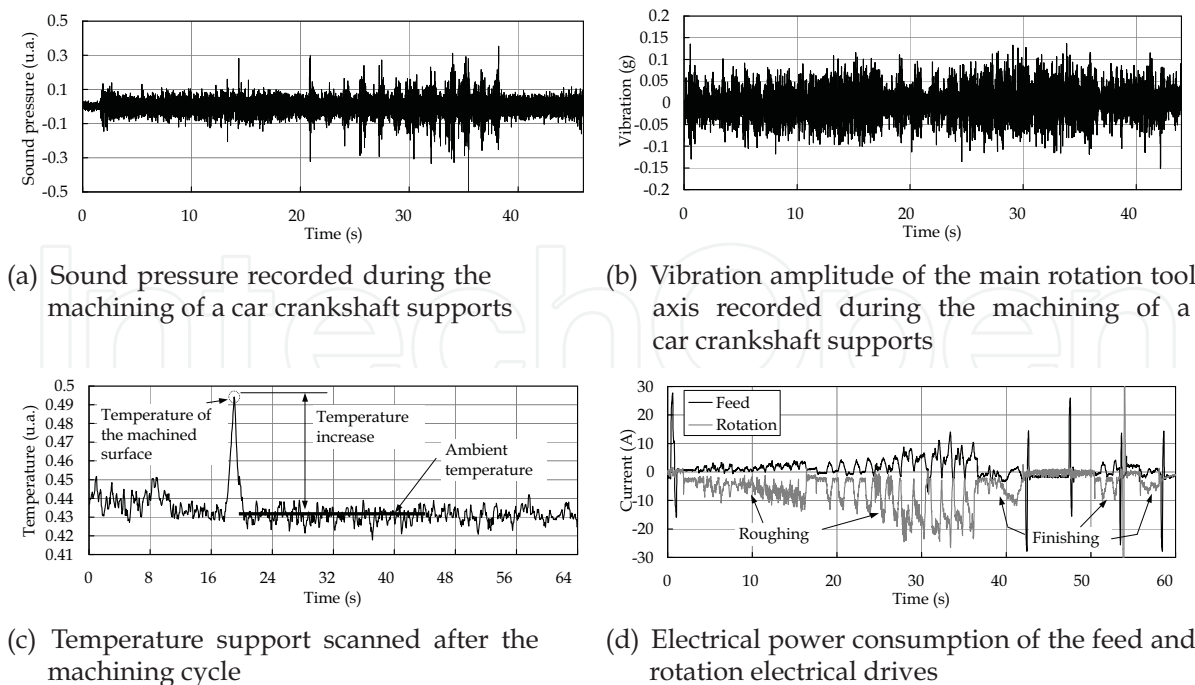 0.5
0.3
0.1
-0.1
-0.3
-0.5
Sound pressure (u.a.)
0 10 20 30 40
Time (s)
(a) Sound pressure recorded during the
machining of a car crankshaft supports
0.2
0.15
0.1
0.05
0
-0.05
-0.1
-0.15
-0.2
Vibration (g)
0 10 20 30 40
Time (s)
(b) Vibration amplitude of the main rotation tool
axis recorded during the machining of a
car crankshaft supports
IntechOpen
0.5
0.49
0.48
0.47
0.46
0.45
0.44
0.43
0.42
0.41
Temperature (u.a.)
Temperature of
the machined
surface
Temperature
increase
Ambient
temperature
0 8 16 24 32 40 48 56 64
Time (s)
(c) Temperature support scanned after the
machining cycle
30
20
10
0
-10
-20
-30
Current (A)
Feed
Rotation
Roughing
Finishing
0 10 20 30 40 50 60
Time (s)
(d) Electrical power consumption of the feed and
rotation electrical drives